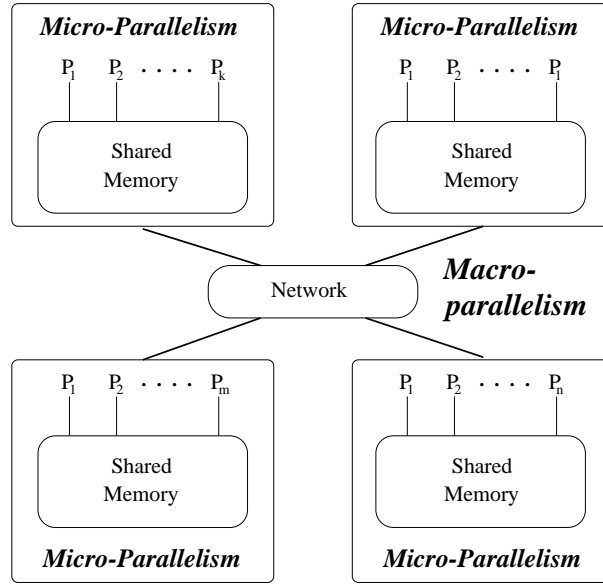 Micro-Parallelism
P1 P2 · · · · Pk
Shared
Memory
Micro-Parallelism
P1 P2 · · · · Pl
Shared
Memory
Network
Macro-
parallelism
P1 P2 · · · · Pm
Shared
Memory
Micro-Parallelism
P1 P2 · · · · Pn
Shared
Memory
Micro-Parallelism